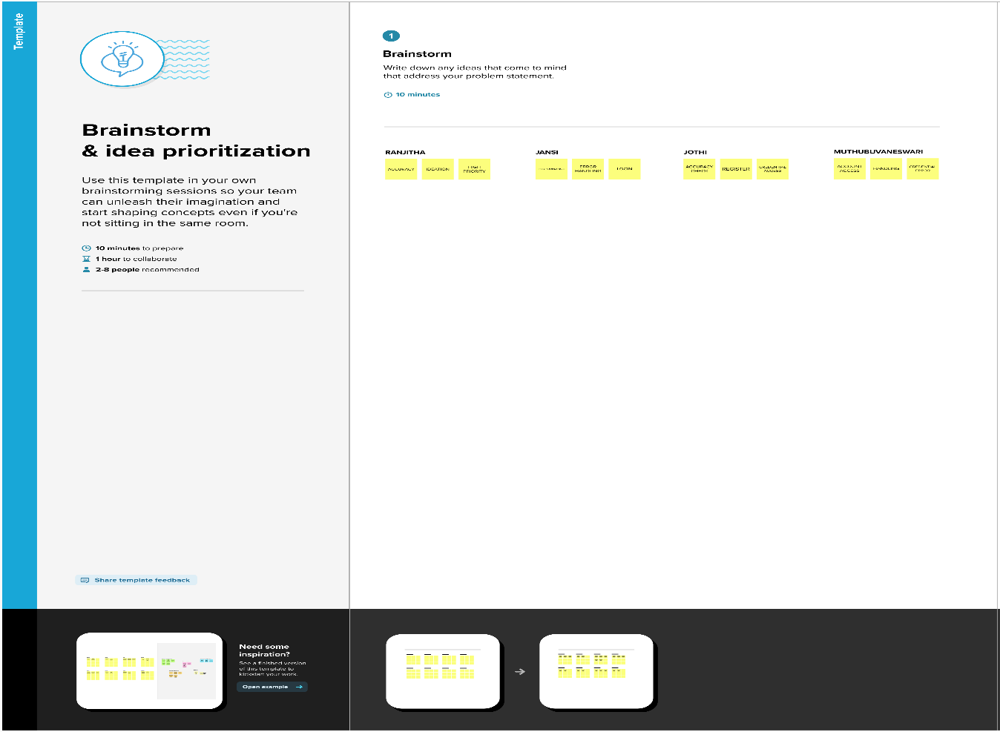 Template
Brainstorm
& idea prioritization
Use this template in your own
brainstorming sessions so your team
can unleash their imagination and
start shaping concepts even if you're
not sitting in the same room.
10 minutes to prepare
1 hour to collaborate
2-8 people recommended
Share template feedback
Need some
inspiration?
See a finished version
of this template to
kickstart your work.
Open example
1
Brainstorm
Write down any ideas that come to mind
that address your problem statement.
10 minutes
RANJITHA
ACCURACY
IDEATION
HIGH
PRIORITY
JANSI
ERROR
HANDLING
LOGIN
JOTHI
ACCURACY
CHECK
REGISTER
CREDENTIAL
ACCESS
MUTHUBUVANESWARI
ACCOUNT
ACCESS
HANDLING
CREDENTIAL
ERROR